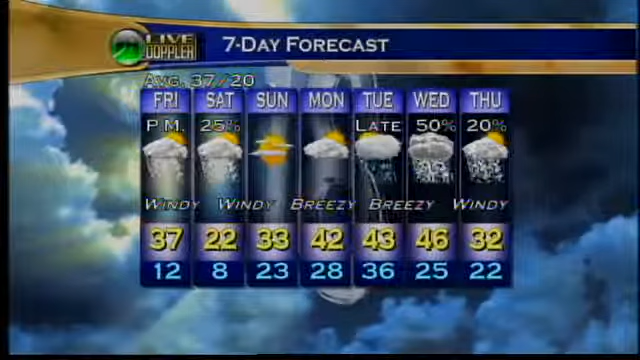 21 LIVE DOPPLER
7-DAY FORECAST
AVG. 37/20
FRI SAT SUN MON TUE WED THU
P.M. 25% LATE 50% 20%
WINDY WINDY BREEZY BREEZY WINDY
37 22 33 42 43 46 32
12 8 23 28 36 25 22